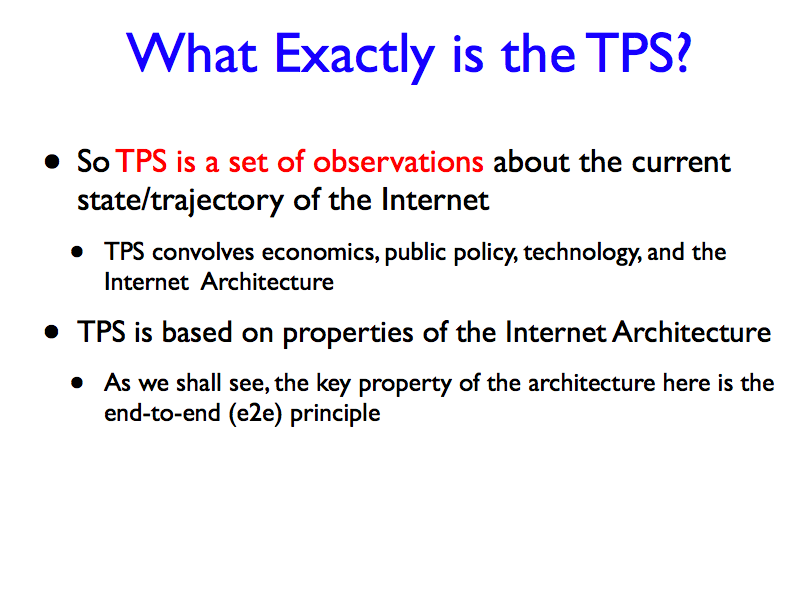 What Exactly is the TPS?
• So TPS is a set of observations about the current
state/trajectory of the Internet
• TPS convolves economics, public policy, technology, and the
Internet Architecture
• TPS is based on properties of the Internet Architecture
• As we shall see, the key property of the architecture here is the
end-to-end (e2e) principle